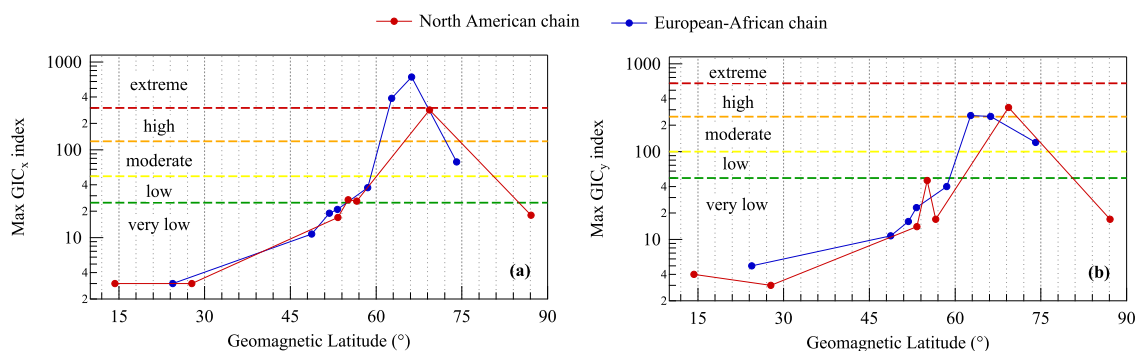 North American chain
European-African chain
Max GICx index
1000
4
2
100
4
2
10
4
2
extreme
high
moderate
low
very low
(a)
15
30
45
60
75
90
Geomagnetic Latitude (°)
Max GICy index
1000
4
2
100
4
2
10
4
2
extreme
high
moderate
low
very low
(b)
15
30
45
60
75
90
Geomagnetic Latitude (°)